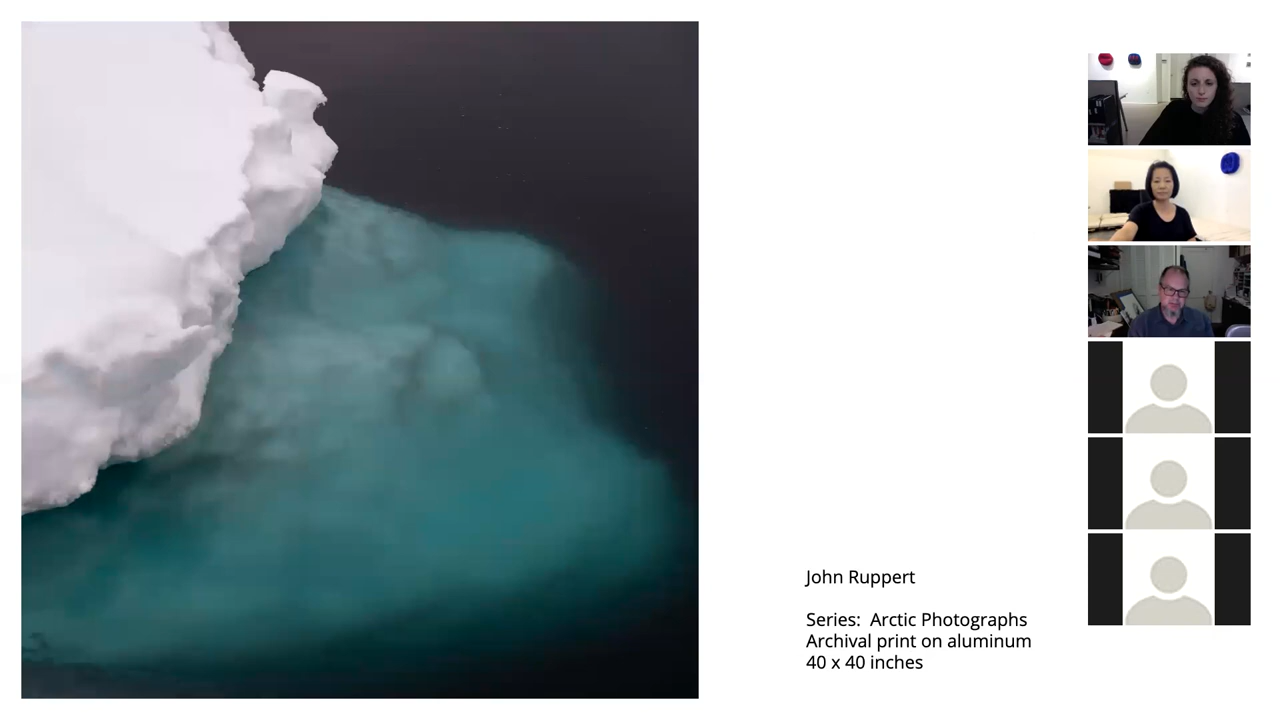 John Ruppert
Series: Arctic Photographs
Archival print on aluminum
40 x 40 inches